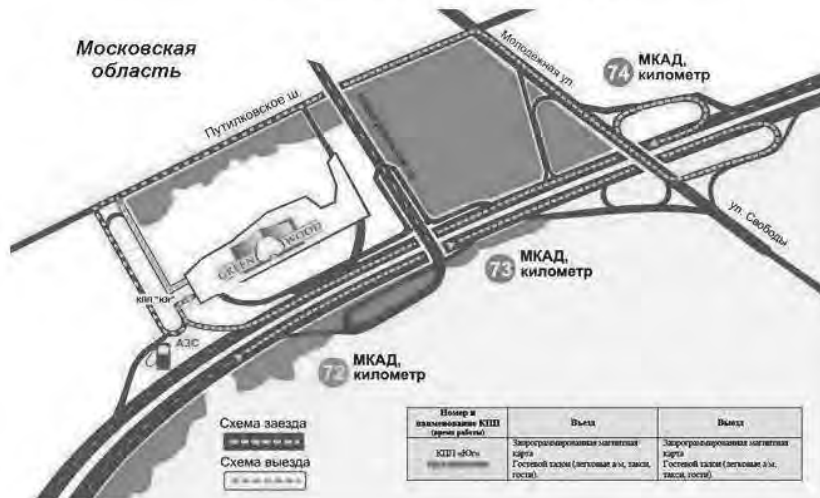 Московская
область
Путилковское ш.
Молодежная ул.
74 МКАД,
километр
ул. Свободы
GREEN WOOD
73 МКАД,
километр
КПП "Юг"
АЗС
72 МКАД,
километр
Схема заезда
Схема выезда
Номер и
наименование КПП
(время работы)
Въезд
Выезд
КПП «Юг»
Запрограммированная магнитная
карта
Гостевой талон (легковые а/м, такси,
гости).
Запрограммированная магнитная
карта
Гостевой талон (легковые а/м,
такси, гости).